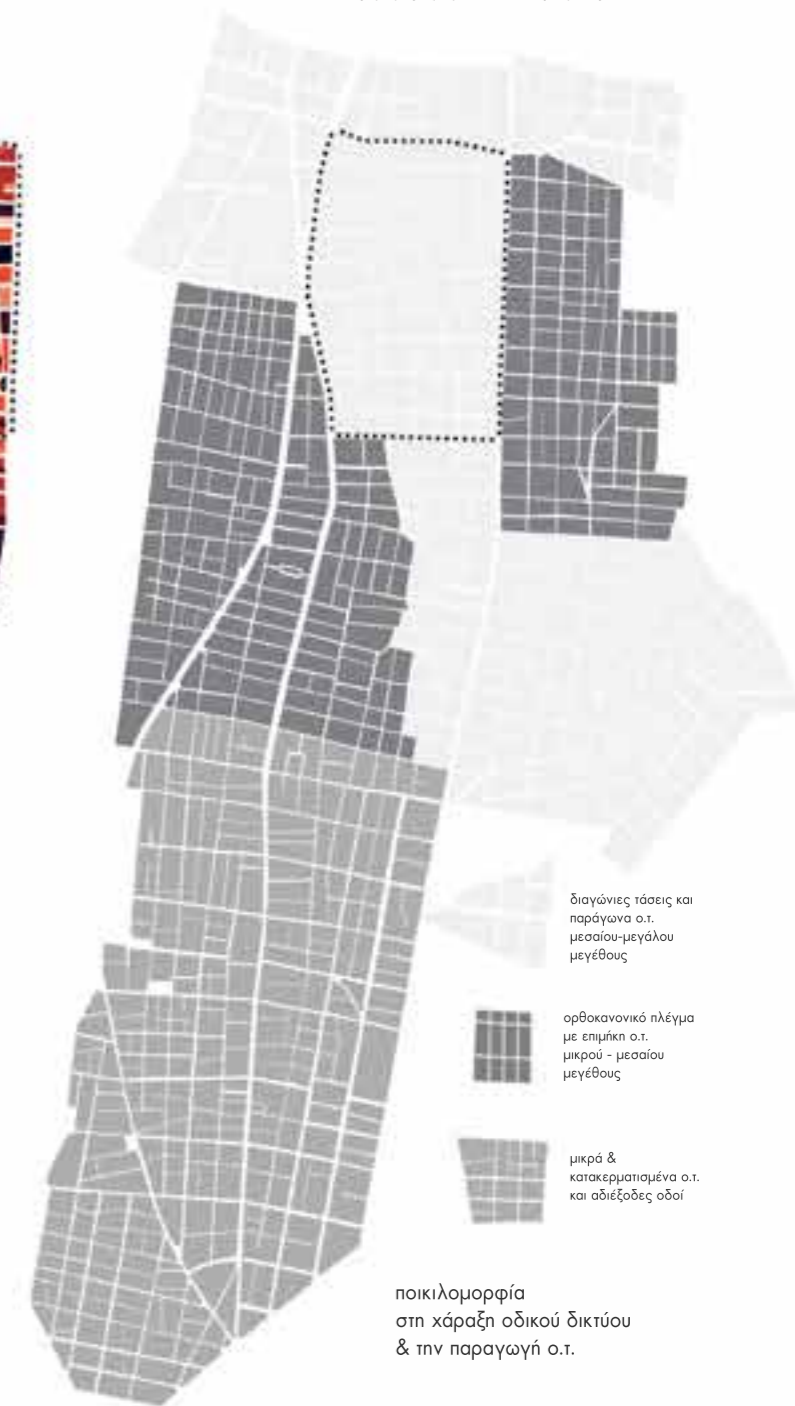 διαγώνιες τάσεις και
παράγωνα ο.τ.
μεσαίου-μεγάλου
μεγέθους
ορθοκανονικό πλέγμα
με επιμήκη ο.τ.
μικρού - μεσαίου
μεγέθους
μικρά &
κατακερματισμένα ο.τ.
και αδιέξοδες οδοί
ποικιλομορφία
στη χάραξη οδικού δικτύου
& την παραγωγή ο.τ.